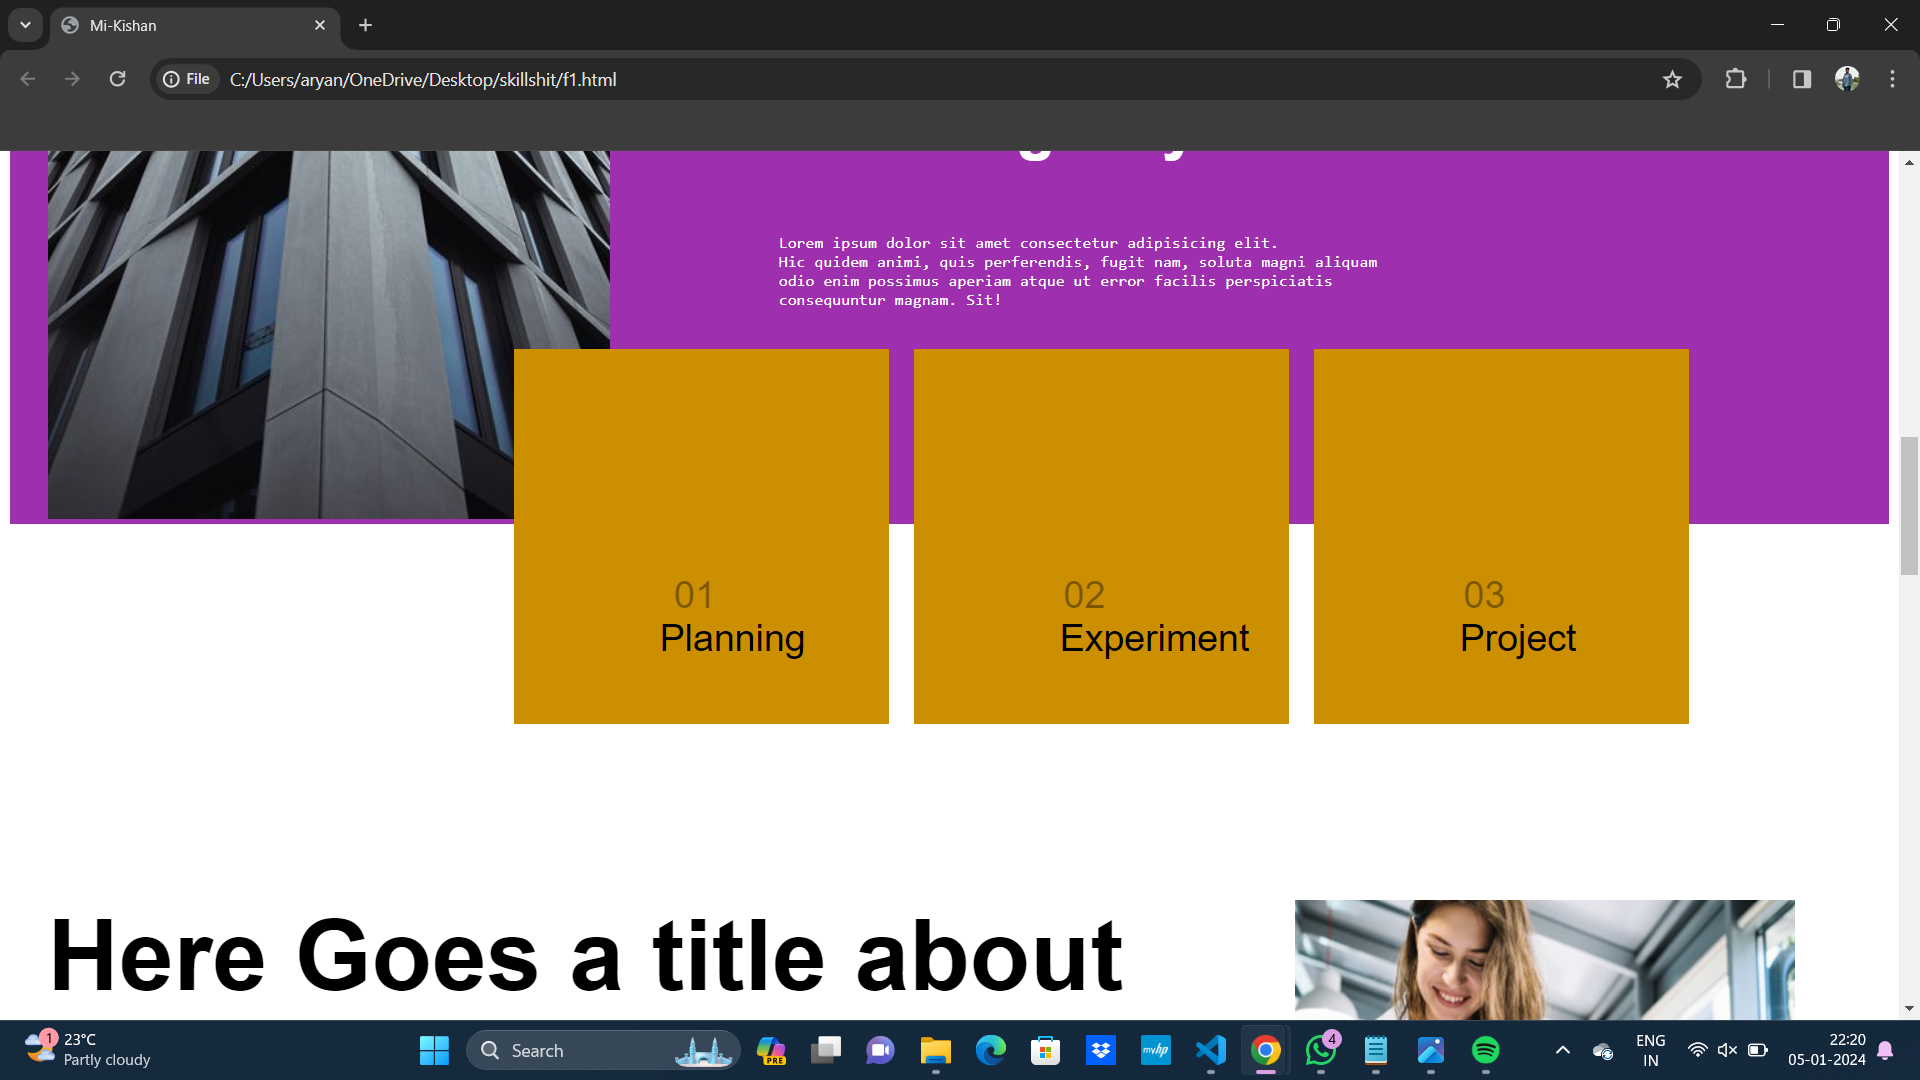 Mi-Kishan
File
C:/Users/aryan/OneDrive/Desktop/skillshit/f1.html
Lorem ipsum dolor sit amet consectetur adipisicing elit.
Hic quidem animi, quis perferendis, fugit nam, soluta magni aliquam
odio enim possimus aperiam atque ut error facilis perspiciatis
consequuntur magnam. Sit!
01
Planning
02
Experiment
03
Project
Here Goes a title about
1
23°C
Partly cloudy
Search
PRE
myhp
4
ENG
IN
22:20
05-01-2024